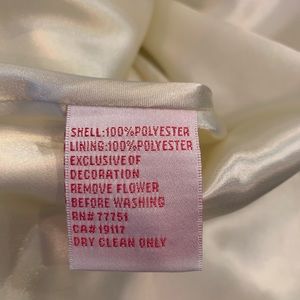 SHELL:100%POLYESTER
LINING:100%POLYESTER
EXCLUSIVE OF
DECORATION
REMOVE FLOWER
BEFORE WASHING
RN# 77751
CA# 19117
DRY CLEAN ONLY